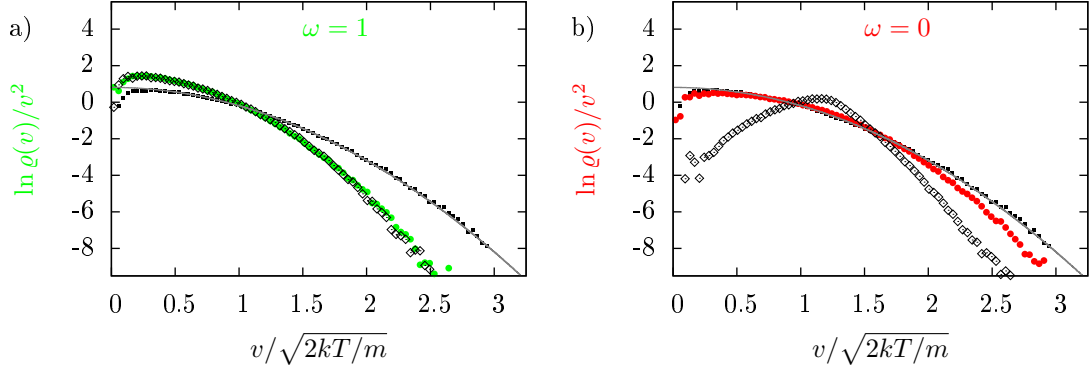 a)
ω = 1
ln ϱ(v)/v²
4
2
0
-2
-4
-6
-8
0 0.5 1 1.5 2 2.5 3
v/√2kT/m
b)
ω = 0
ln ϱ(v)/v²
4
2
0
-2
-4
-6
-8
0 0.5 1 1.5 2 2.5 3
v/√2kT/m